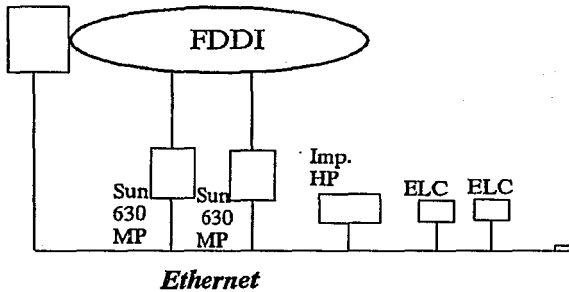 FDDI
Sun
630
MP
Sun
630
MP
Imp.
HP
ELC
ELC
Ethernet